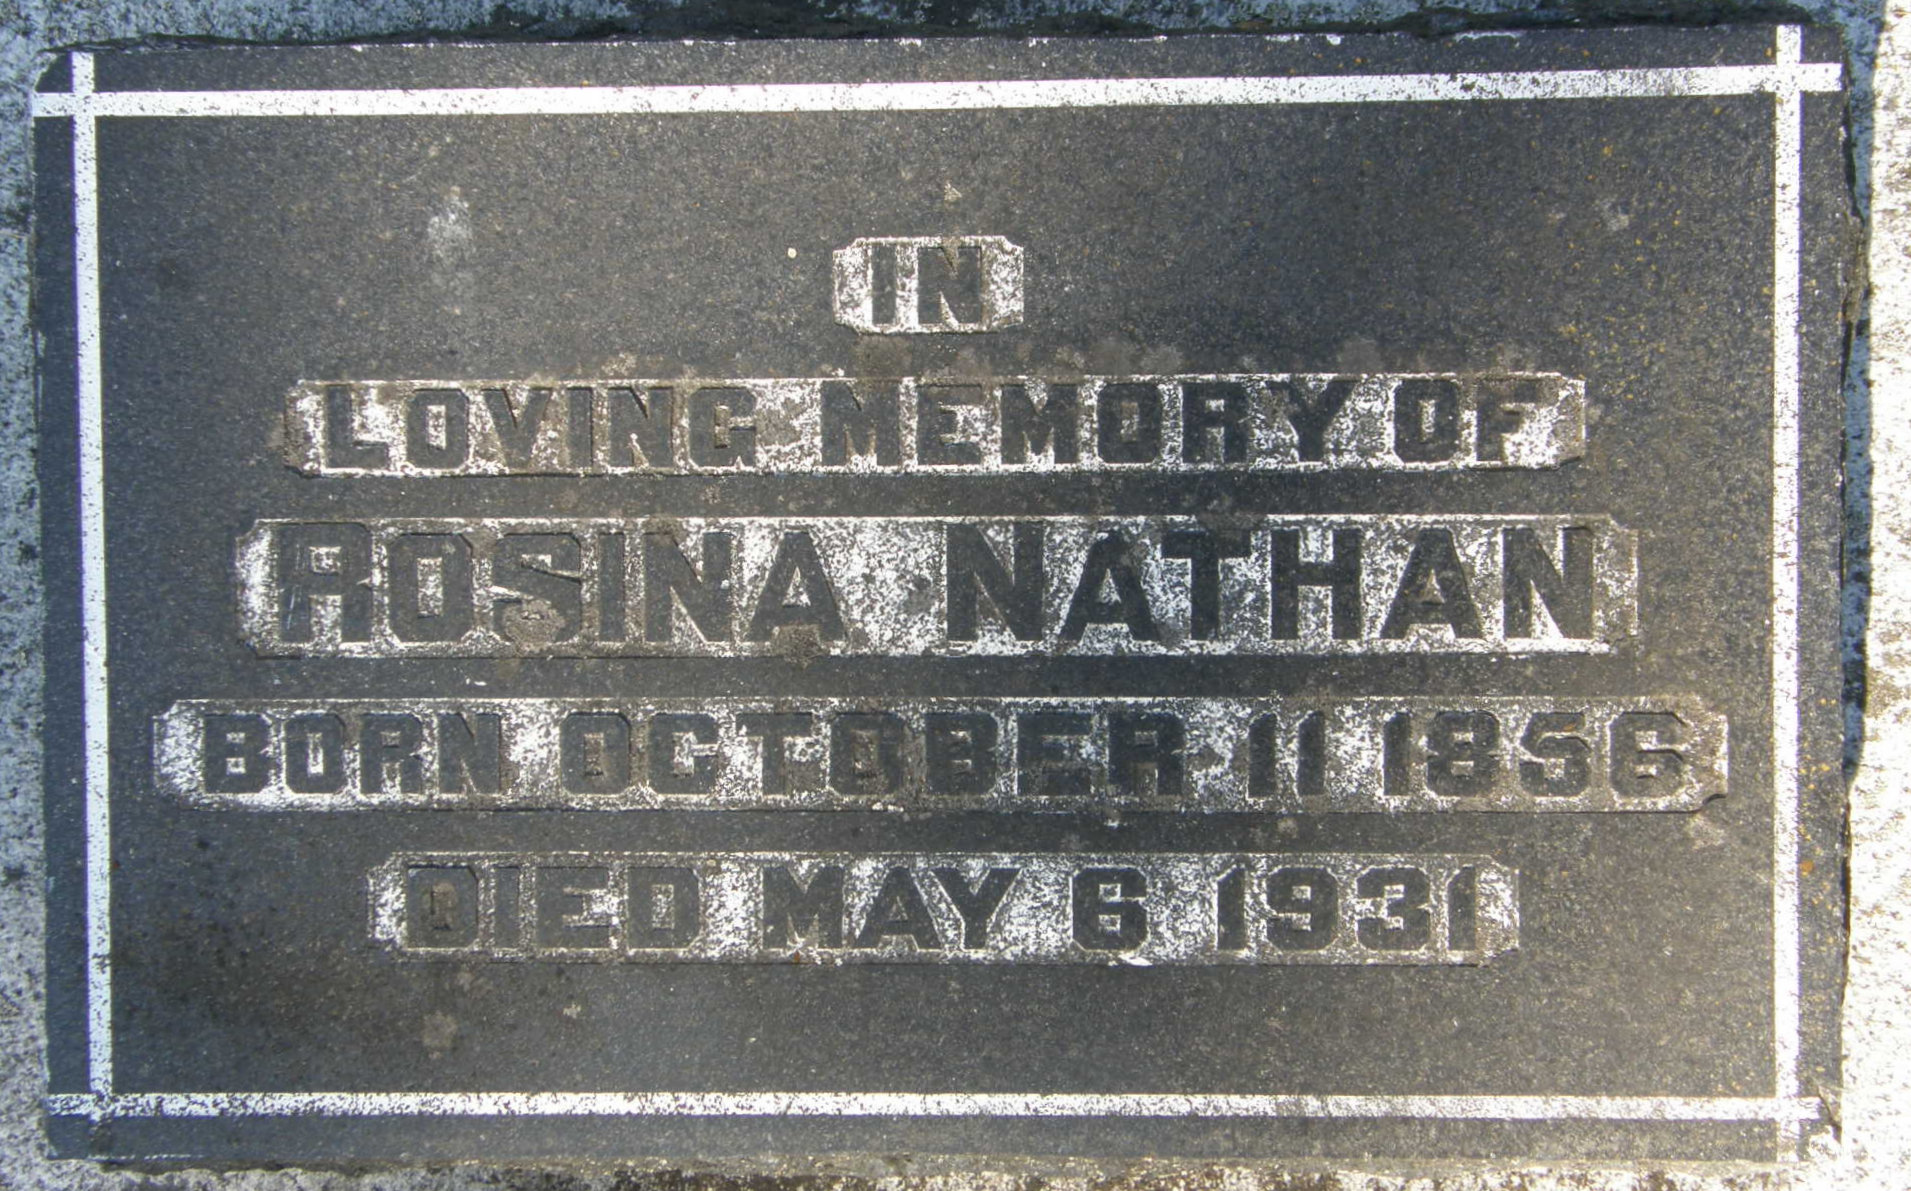 IN
LOVING MEMORY OF
ROSINA NATHAN
BORN OCTOBER 11 1856
DIED MAY 6 1931